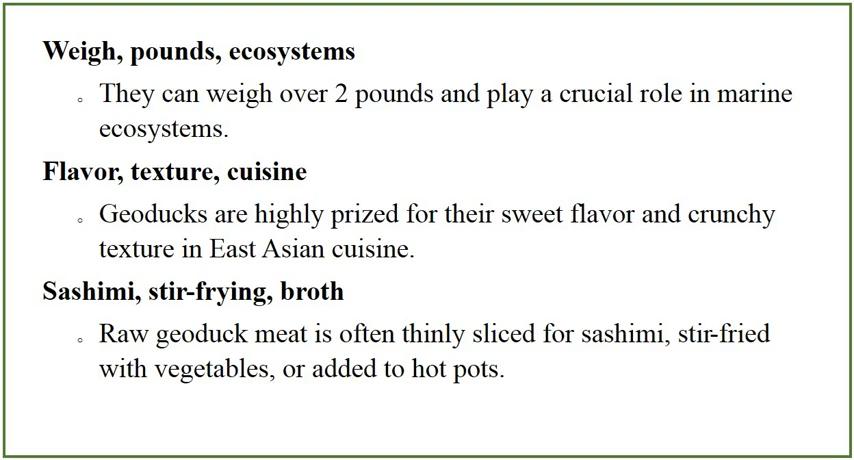 Weigh, pounds, ecosystems
They can weigh over 2 pounds and play a crucial role in marine
ecosystems.
Flavor, texture, cuisine
Geoducks are highly prized for their sweet flavor and crunchy
texture in East Asian cuisine.
Sashimi, stir-frying, broth
Raw geoduck meat is often thinly sliced for sashimi, stir-fried
with vegetables, or added to hot pots.